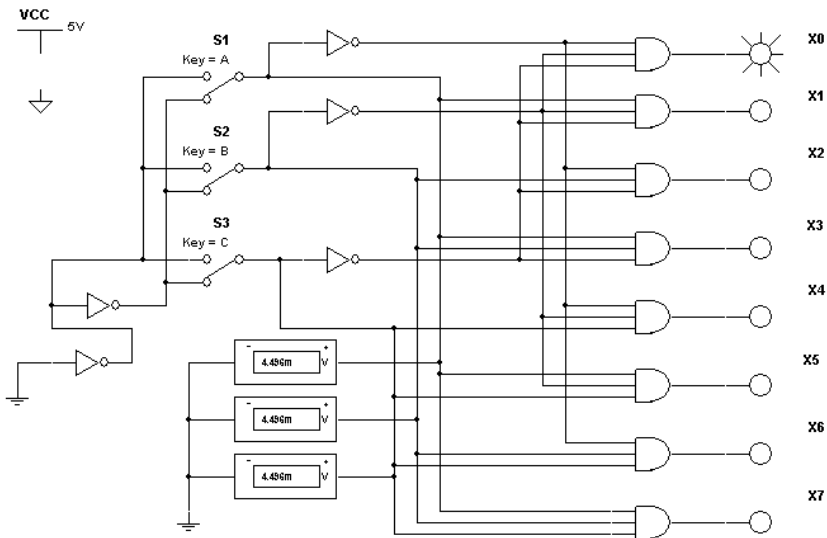 VCC
5V
S1
Key = A
S2
Key = B
S3
Key = C
X0
X1
X2
X3
X4
X5
X6
X7
- +
4.496m V
- +
4.496m V
- +
4.496m V